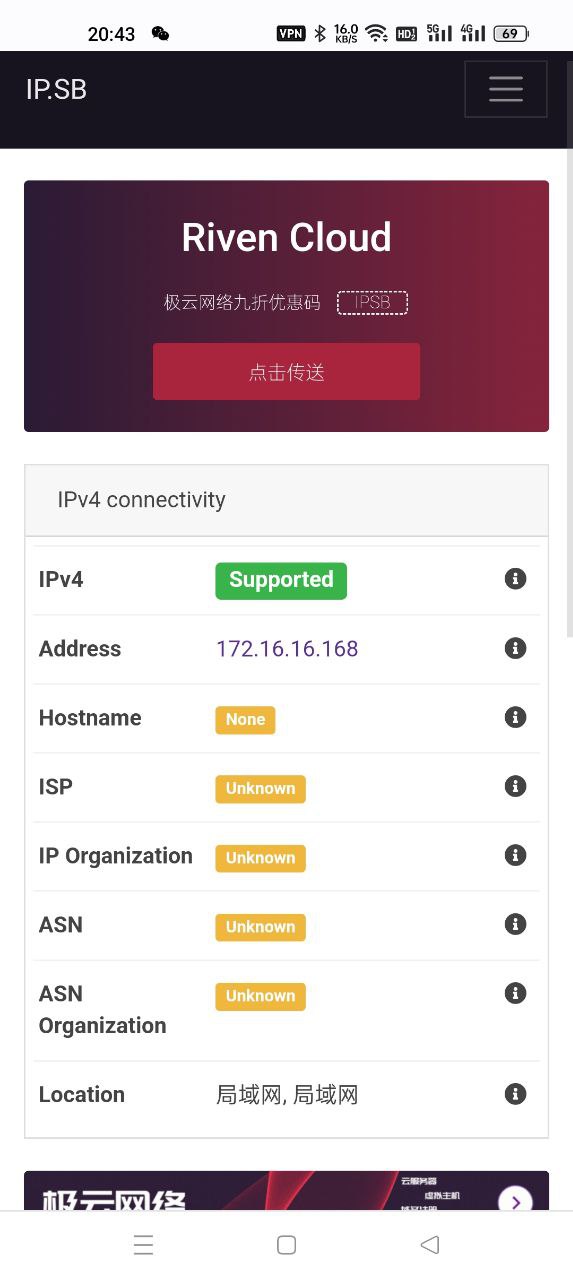 20:43
VPN 16.0 KB/S HD 5G 4G 69
IP.SB
Riven Cloud
极云网络九折优惠码 IPSB
点击传送
IPv4 connectivity
IPv4 Supported
Address 172.16.16.168
Hostname None
ISP Unknown
IP Organization Unknown
ASN Unknown
ASN Organization Unknown
Location 局域网, 局域网
极云网络
云服务器
虚拟主机